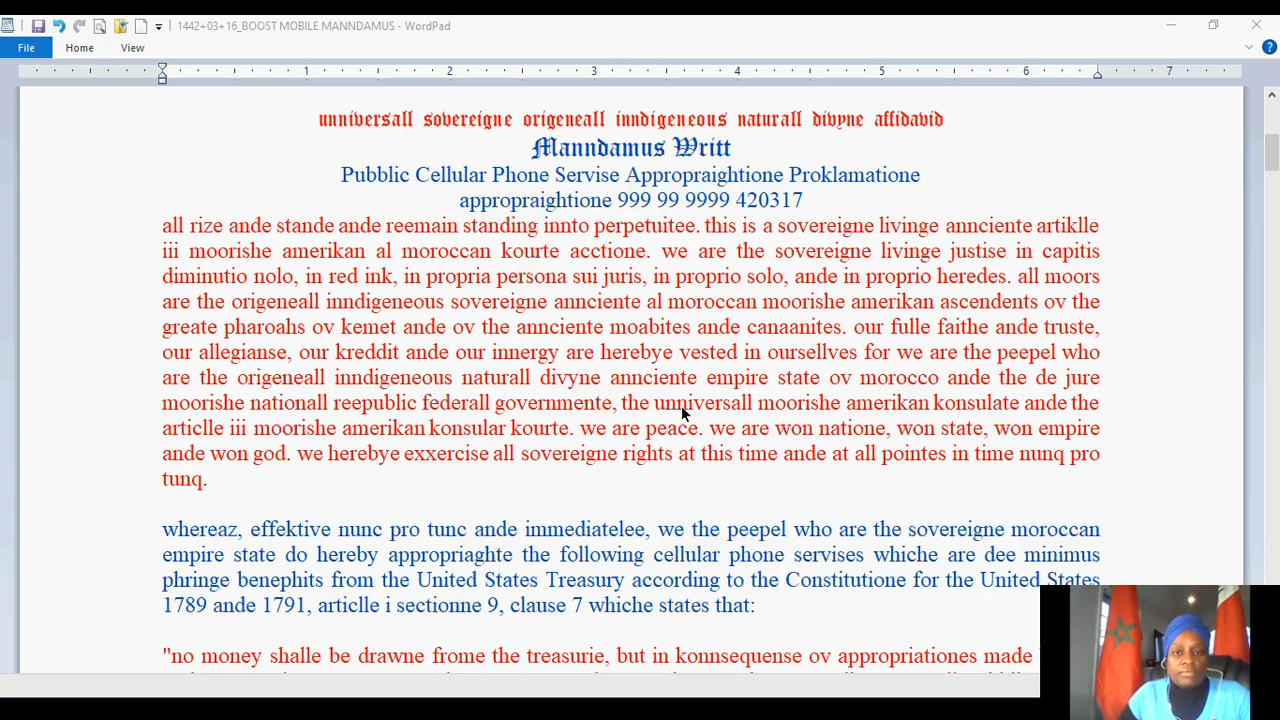 1442+03+16_BOOST MOBILE MANNDAMUS - WordPad
File Home View
1 2 3 4 5 6 7
unniversall sovereigne origeneall inndigeneous naturall divyne affidavid
Manndamus Writt
Pubblic Cellular Phone Servise Appropraightione Proklamatione
appropraightione 999 99 9999 420317
all rize ande stande ande reemain standing innto perpetuitee. this is a sovereigne livinge annciente artiklle
iii moorishe amerikan al moroccan kourte acctione. we are the sovereigne livinge justise in capitis
diminutio nolo, in red ink, in propria persona sui juris, in proprio solo, ande in proprio heredes. all moors
are the origeneall inndigeneous sovereigne annciente al moroccan moorishe amerikan ascendents ov the
greate pharoahs ov kemet ande ov the annciente moabites ande canaanites. our fulle faithe ande truste,
our allegianse, our kreddit ande our innergy are herebye vested in oursellves for we are the peepel who
are the origeneall inndigeneous naturall divyne annciente empire state ov morocco ande the de jure
moorishe nationall reepublic federall governmente, the unniversall moorishe amerikan konsulate ande the
articlle iii moorishe amerikan konsular kourte. we are peace. we are won natione, won state, won empire
ande won god. we herebye exxercise all sovereigne rights at this time ande at all pointes in time nunq pro
tunq.
whereaz, effektive nunc pro tunc ande immediatelee, we the peepel who are the sovereigne moroccan
empire state do hereby appropriaghte the following cellular phone servises whiche are dee minimus
phringe benephits from the United States Treasury according to the Constitutione for the United States
1789 ande 1791, articlle i sectionne 9, clause 7 whiche states that:
"no money shalle be drawne frome the treasurie, but in konnsequense ov appropriationes made